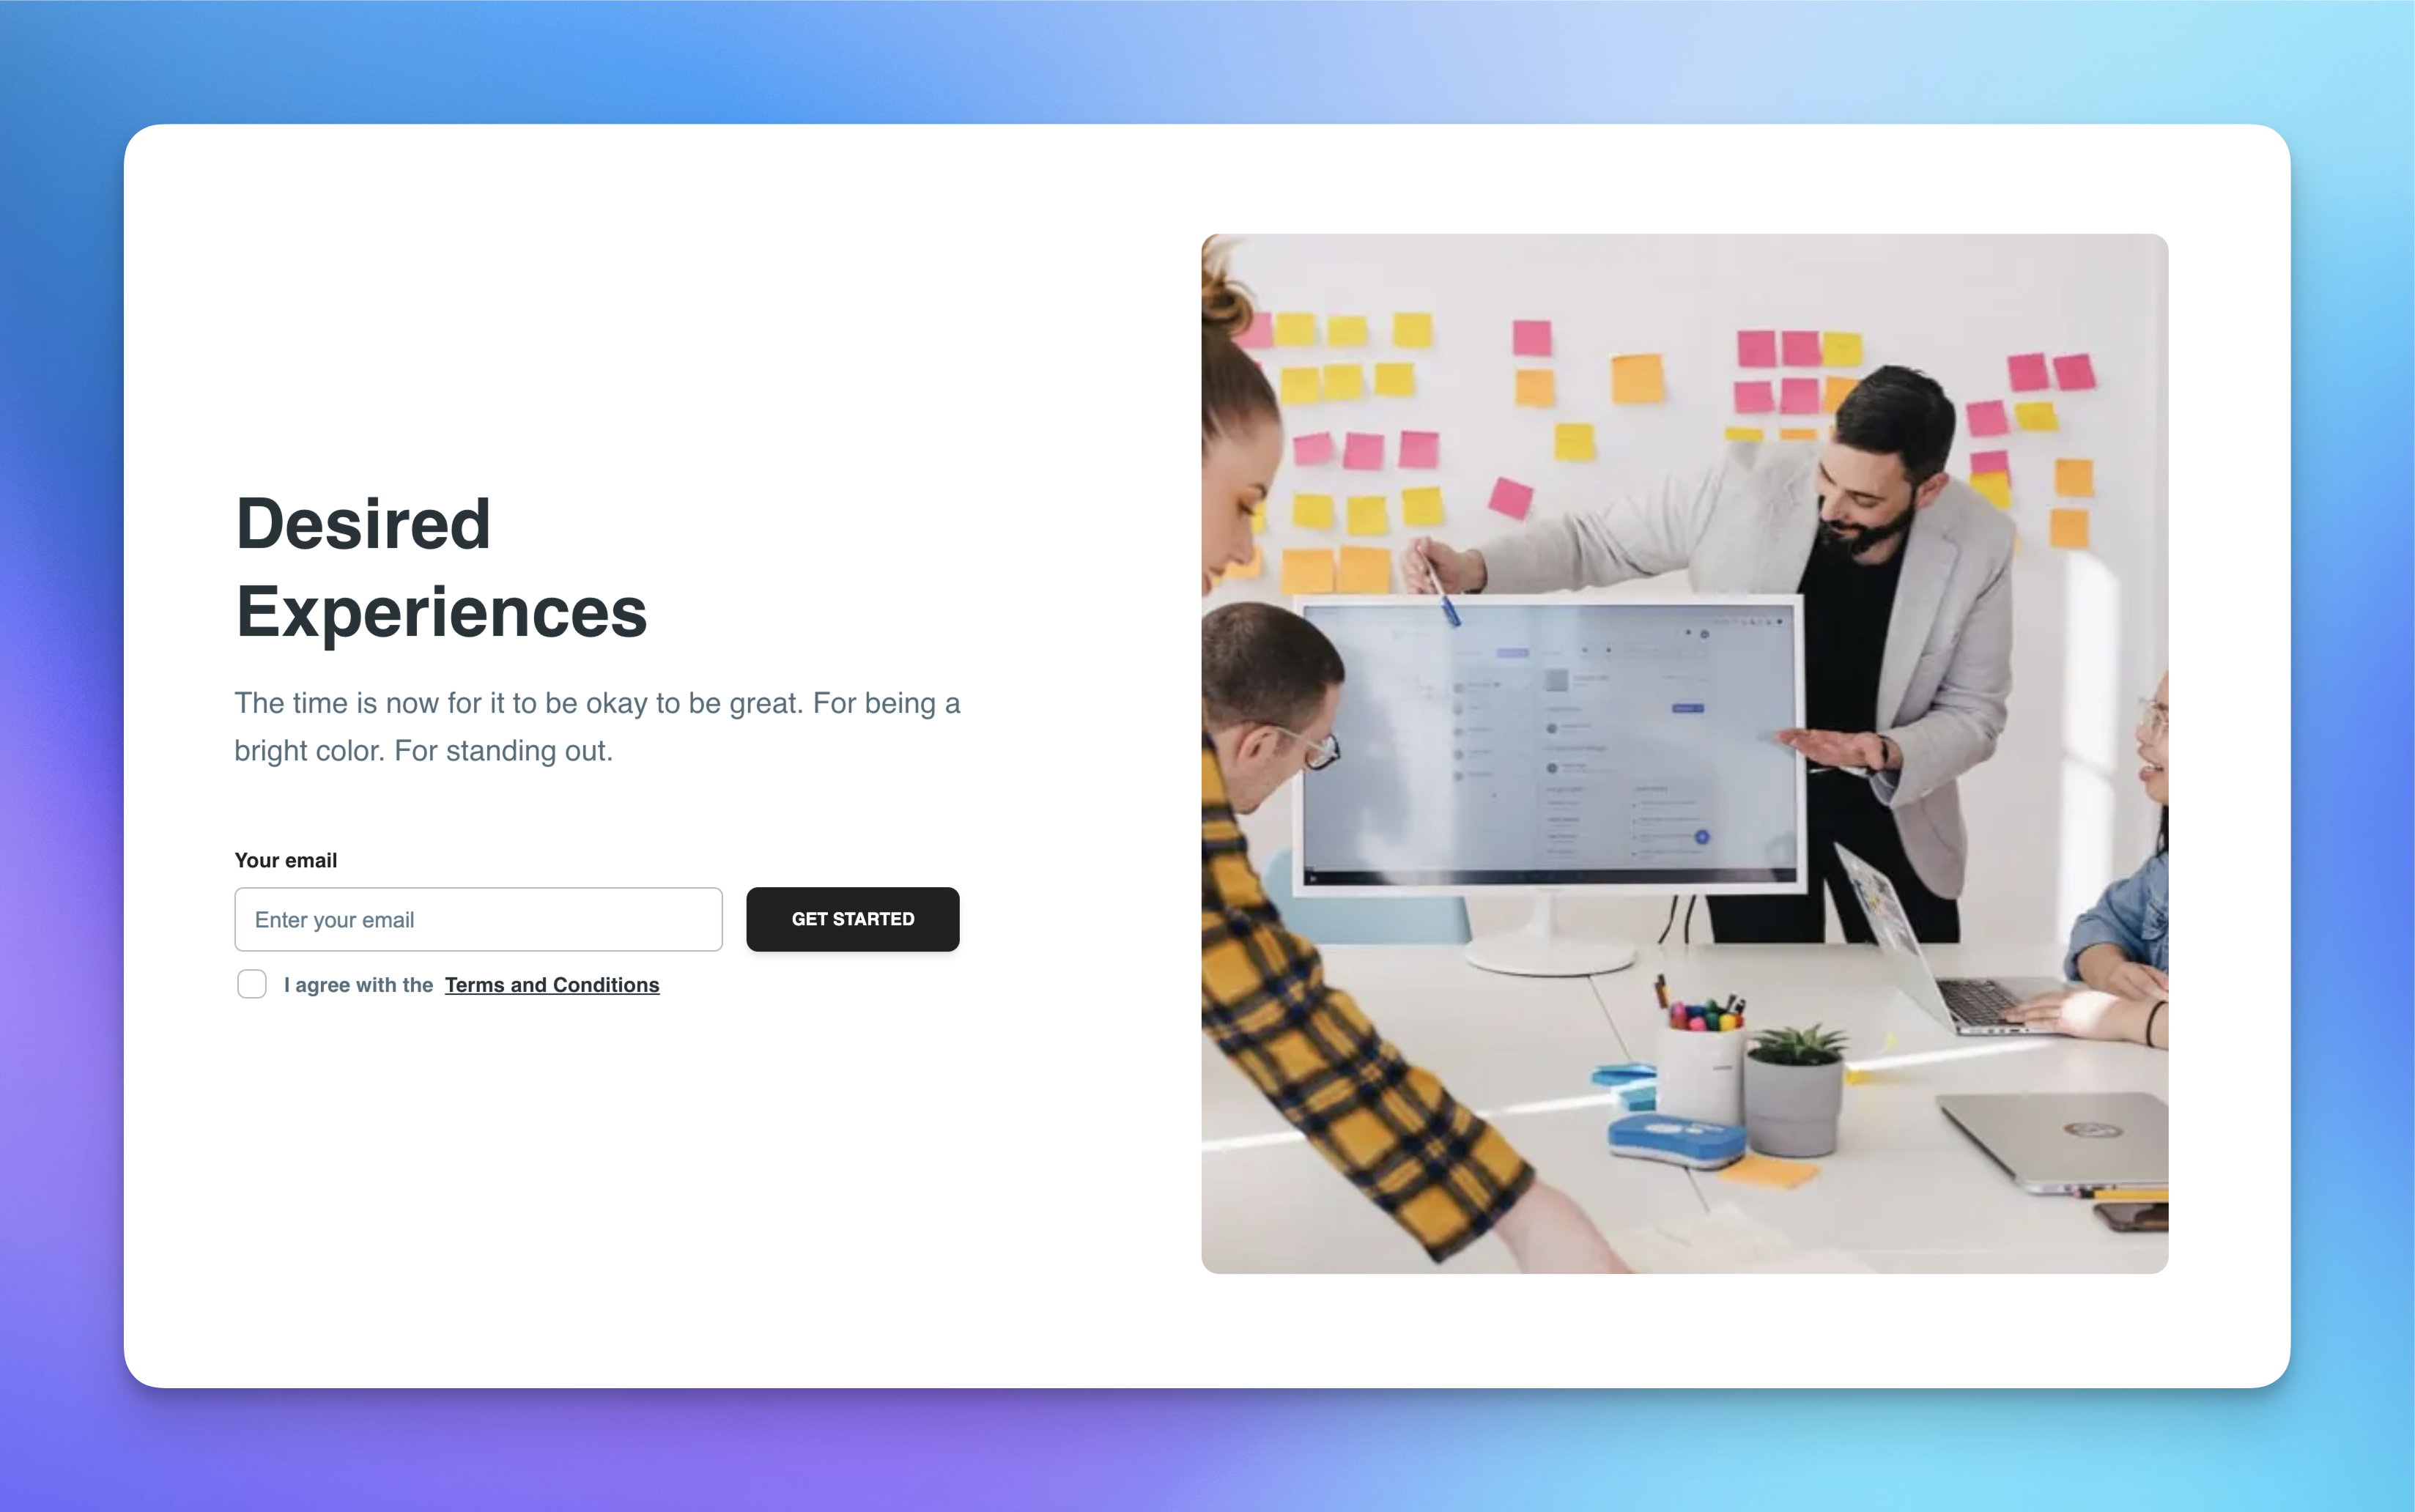 Desired
Experiences
The time is now for it to be okay to be great. For being a
bright color. For standing out.
Your email
Enter your email
GET STARTED
I agree with the Terms and Conditions